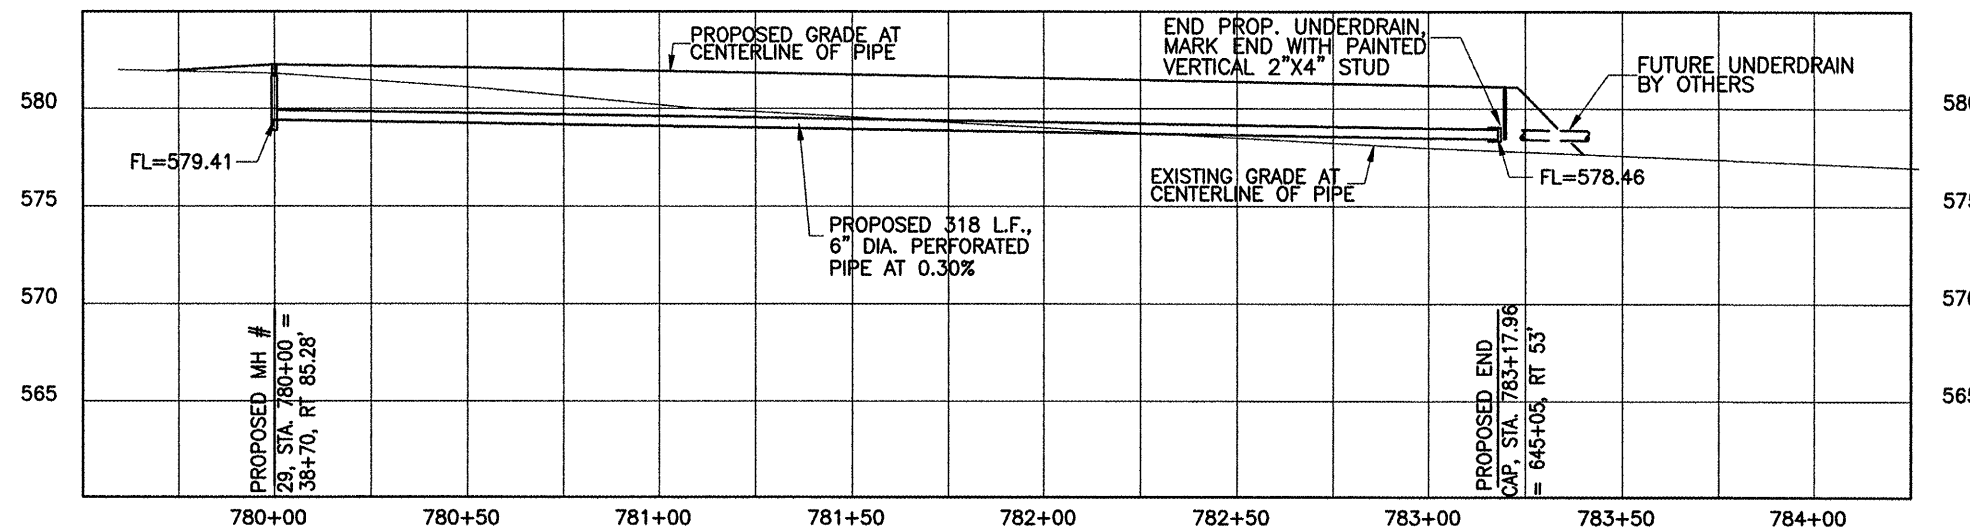 PROPOSED GRADE AT
CENTERLINE OF PIPE
END PROP. UNDERDRAIN,
MARK END WITH PAINTED
VERTICAL 2"X4" STUD
FUTURE UNDERDRAIN
BY OTHERS
580
580
FL=579.41
EXISTING GRADE AT
CENTERLINE OF PIPE
FL=578.46
575
575
PROPOSED 318 L.F.,
6" DIA. PERFORATED
PIPE AT 0.30%
570
570
565
565
PROPOSED MH #
29, STA. 780+00 =
38+70, RT 85.28'
PROPOSED END
CAP, STA. 783+17.96
= 645+05, RT 53'
780+00 780+50 781+00 781+50 782+00 782+50 783+00 783+50 784+00